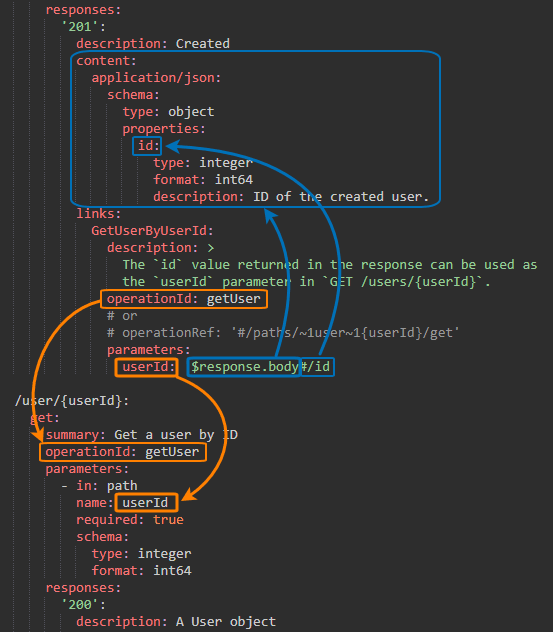 responses:
'201':
description: Created
content:
application/json:
schema:
type: object
properties:
id:
type: integer
format: int64
description: ID of the created user.
links:
GetUserByUserId:
description: >
The `id` value returned in the response can be used as
the `userId` parameter in `GET /users/{userId}`.
operationId: getUser
# or
# operationRef: '#/paths/~1user~1{userId}/get'
parameters:
userId: $response.body#/id
/user/{userId}:
get:
summary: Get a user by ID
operationId: getUser
parameters:
- in: path
name: userId
required: true
schema:
type: integer
format: int64
responses:
'200':
description: A User object